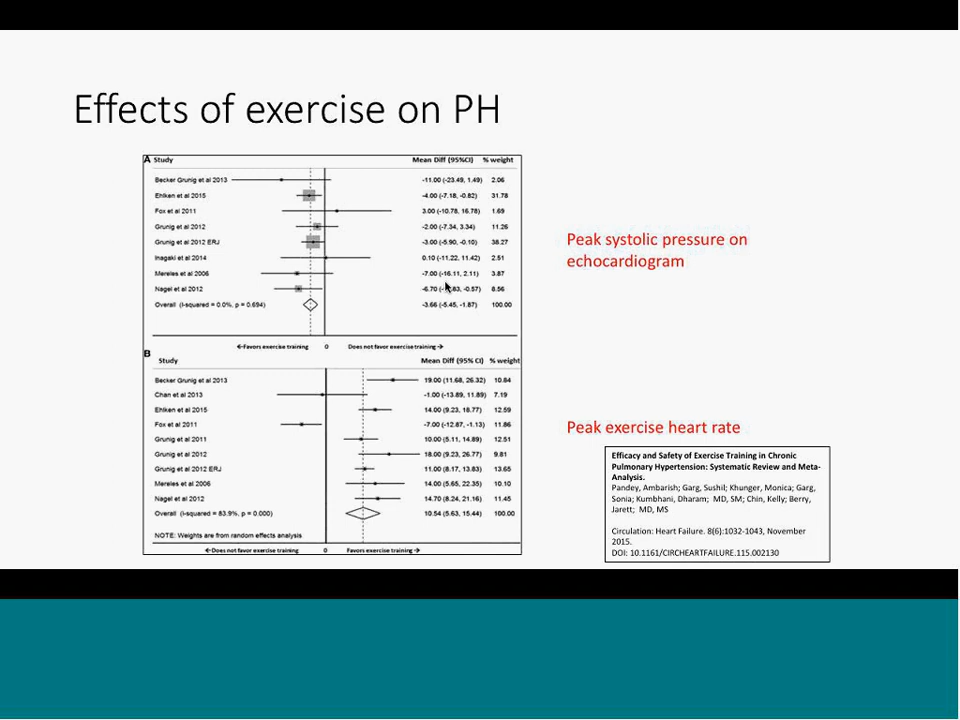 Effects of exercise on PH
A Study Mean Diff (95%CI) % weight
Becker Grunig et al 2013 -11.00 (-23.49, 1.49) 2.06
Ehlken et al 2015 -4.00 (-7.18, -0.82) 31.78
Fox et al 2011 3.00 (-10.78, 16.78) 1.69
Grunig et al 2012 -2.00 (-7.34, 3.34) 11.26
Grunig et al 2012 ERJ -3.00 (-5.90, -0.10) 38.27
Inagaki et al 2014 0.10 (-11.22, 11.42) 2.51
Mereles et al 2006 -7.00 (-16.11, 2.11) 3.87
Nagel et al 2012 -6.70 -0.57) 8.56
Overall (I-squared = 0.0%, p = 0.694) -3.66 (-5.45, -1.87) 100.00
←Favors exercise training 0 Does not favor exercise training →
B
Study Mean Diff (95% CI) % weight
Becker Grunig et al 2013 19.00 (11.68, 26.32) 10.84
Chan et al 2013 -1.00 (-13.89, 11.89) 7.19
Ehlken et al 2015 14.00 (9.23, 18.77) 12.59
Fox et al 2011 -7.00 (-12.87, -1.13) 11.86
Grunig et al 2011 10.00 (5.11, 14.89) 12.51
Grunig et al 2012 18.00 (9.23, 26.77) 9.81
Grunig et al 2012 ERJ 11.00 (8.17, 13.83) 13.65
Mereles et al 2006 14.00 (5.65, 22.35) 10.10
Nagel et al 2012 14.70 (8.24, 21.16) 11.45
Overall (I-squared = 83.9%, p = 0.000) 10.54 (5.63, 15.44) 100.00
NOTE: Weights are from random effects analysis
←Does not favor exercise training 0 Favors exercise training →
Peak systolic pressure on
echocardiogram
Peak exercise heart rate
Efficacy and Safety of Exercise Training in Chronic
Pulmonary Hypertension: Systematic Review and Meta-
Analysis.
Pandey, Ambarish; Garg, Sushil; Khunger, Monica; Garg,
Sonia; Kumbhani, Dharam; MD, SM; Chin, Kelly; Berry,
Jarett; MD, MS
Circulation: Heart Failure. 8(6):1032-1043, November
2015.
DOI: 10.1161/CIRCHEARTFAILURE.115.002130